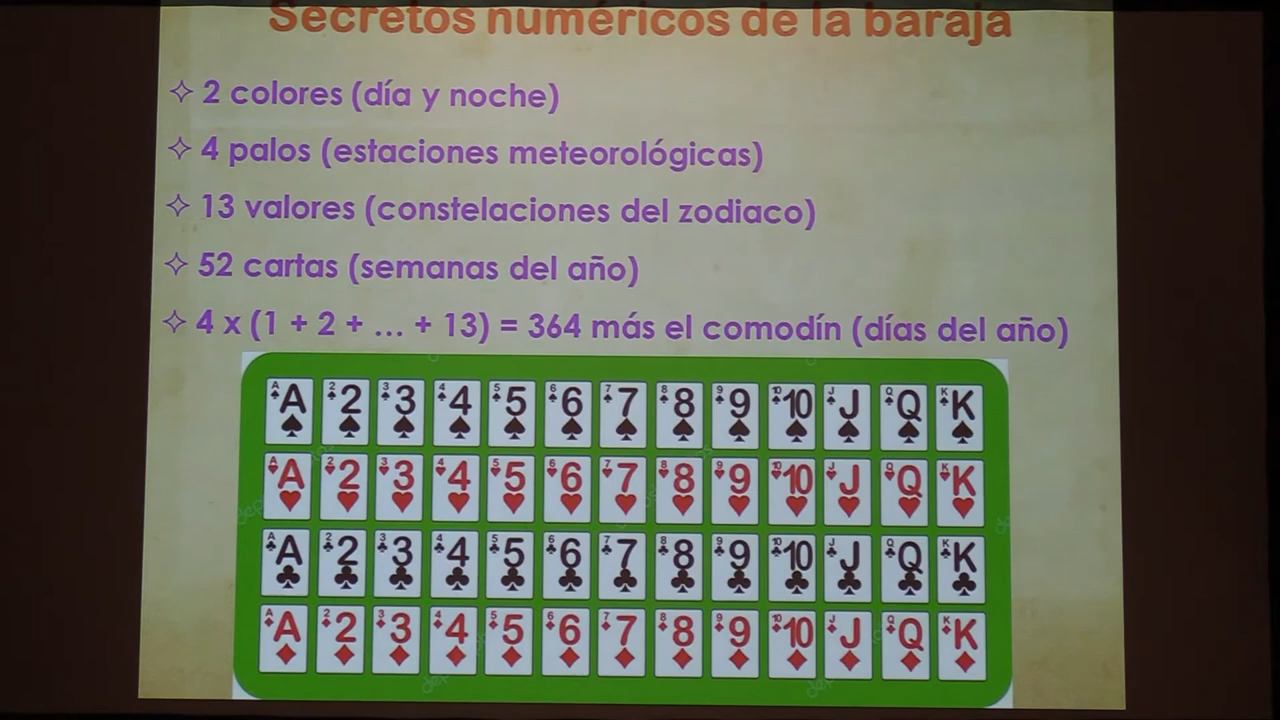 Secretos numéricos de la baraja
✧ 2 colores (día y noche)
✧ 4 palos (estaciones meteorológicas)
✧ 13 valores (constelaciones del zodiaco)
✧ 52 cartas (semanas del año)
✧ 4 x (1 + 2 + ... + 13) = 364 más el comodín (días del año)
A 2 3 4 5 6 7 8 9 10 J Q K
A 2 3 4 5 6 7 8 9 10 J Q K
A 2 3 4 5 6 7 8 9 10 J Q K
A 2 3 4 5 6 7 8 9 10 J Q K